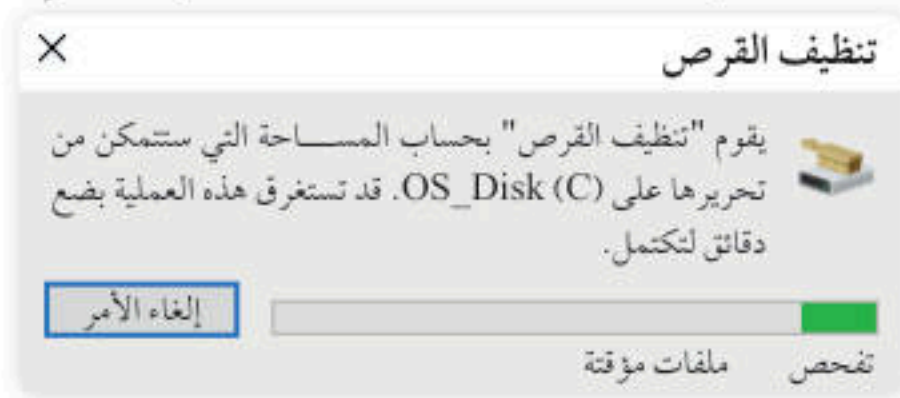 تنظيف القرص
يقوم "تنظيف القرص" بحساب المســـاحة التي ستتمكن من
تحريرها على OS_Disk (C). قد تستغرق هذه العملية بضع
دقائق لتكتمل.
إلغاء الأمر
تفحص ملفات مؤقتة